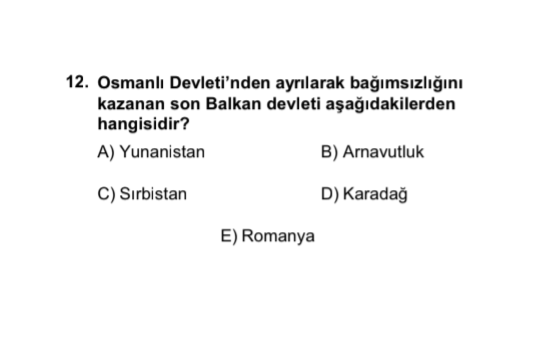 12. Osmanlı Devleti'nden ayrılarak bağımsızlığını
kazanan son Balkan devleti aşağıdakilerden
hangisidir?
A) Yunanistan B) Arnavutluk
C) Sırbistan D) Karadağ
E) Romanya